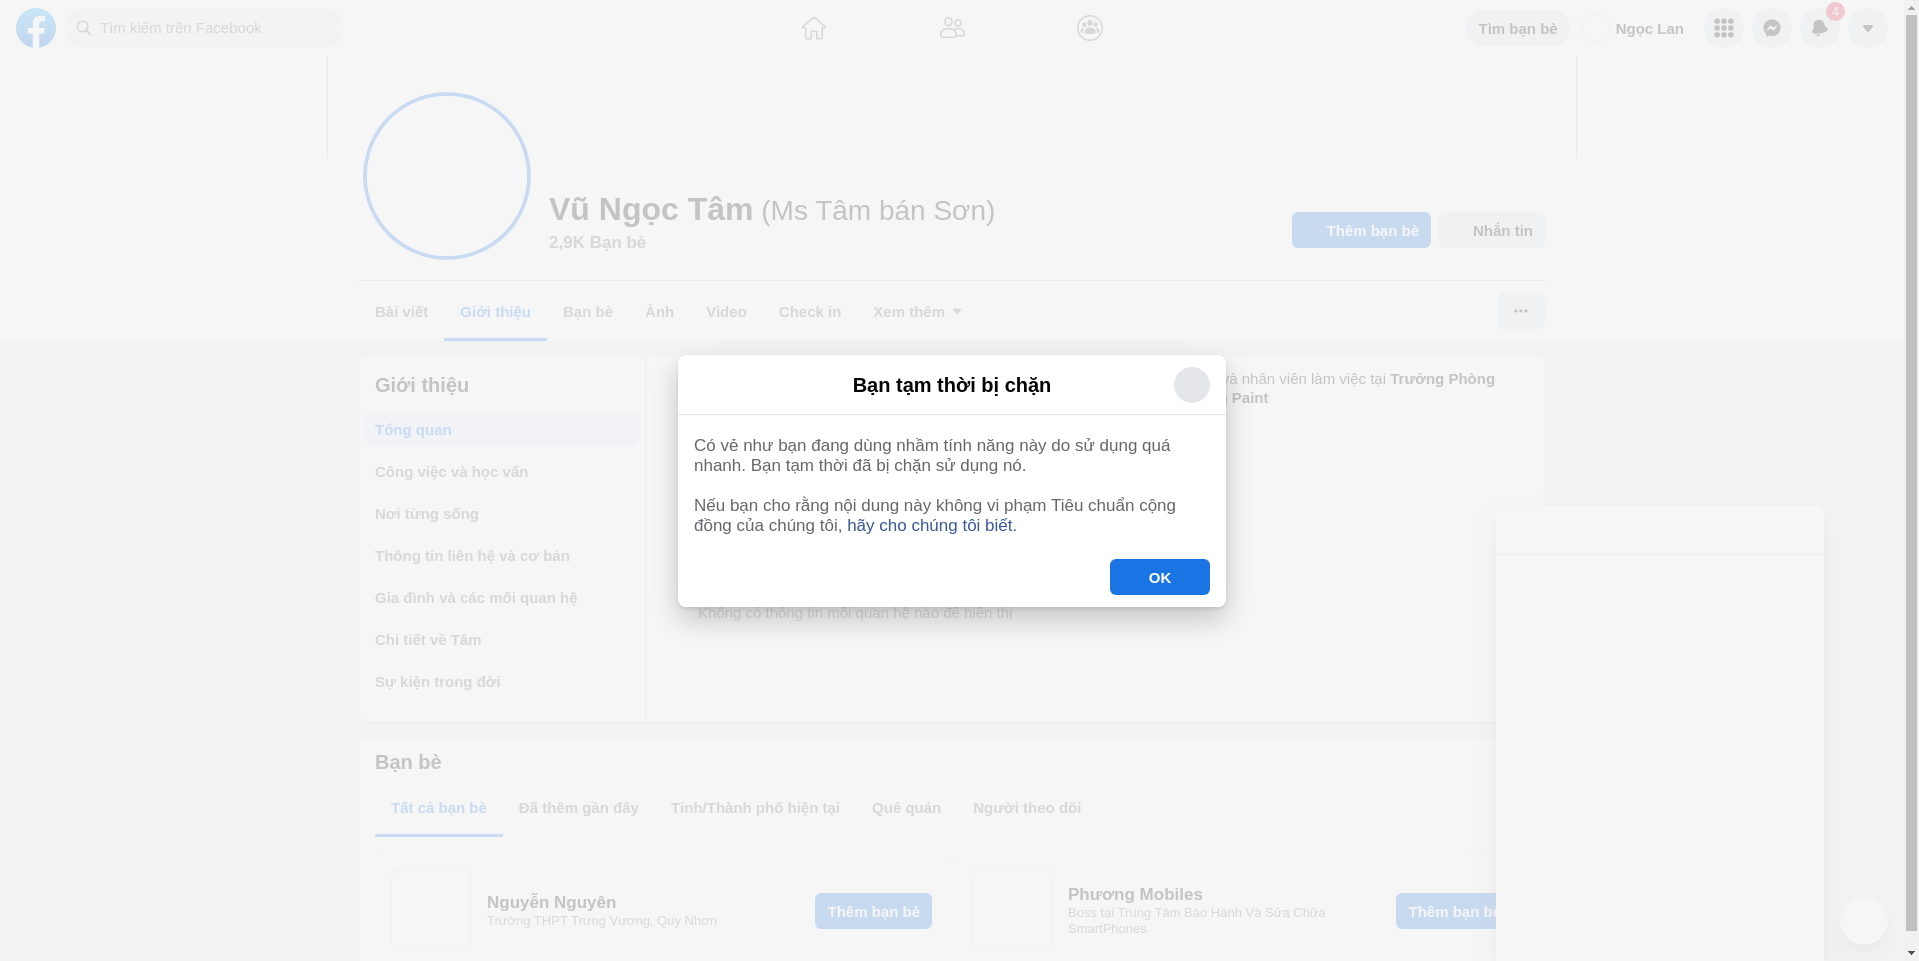 Tìm kiếm trên Facebook
Tìm bạn bè
Ngọc Lan
4
Vũ Ngọc Tâm (Ms Tâm bán Sơn)
2,9K Bạn bè
Thêm bạn bè
Nhắn tin
Bài viết
Giới thiệu
Bạn bè
Ảnh
Video
Check in
Xem thêm
Giới thiệu
Tổng quan
Công việc và học vấn
Nơi từng sống
Thông tin liên hệ và cơ bản
Gia đình và các mối quan hệ
Chi tiết về Tâm
Sự kiện trong đời
và nhân viên làm việc tại Trưởng Phòng
Paint
Bạn tạm thời bị chặn
Có vẻ như bạn đang dùng nhầm tính năng này do sử dụng quá
nhanh. Bạn tạm thời đã bị chặn sử dụng nó.
Nếu bạn cho rằng nội dung này không vi phạm Tiêu chuẩn cộng
đồng của chúng tôi, hãy cho chúng tôi biết.
OK
Không có thông tin mối quan hệ nào để hiển thị
Bạn bè
Tất cả bạn bè
Đã thêm gần đây
Tỉnh/Thành phố hiện tại
Quê quán
Người theo dõi
Nguyễn Nguyên
Trường THPT Trưng Vương, Quy Nhơn
Thêm bạn bè
Phương Mobiles
Boss tại Trung Tâm Bảo Hành Và Sữa Chữa
SmartPhones
Thêm bạn bè